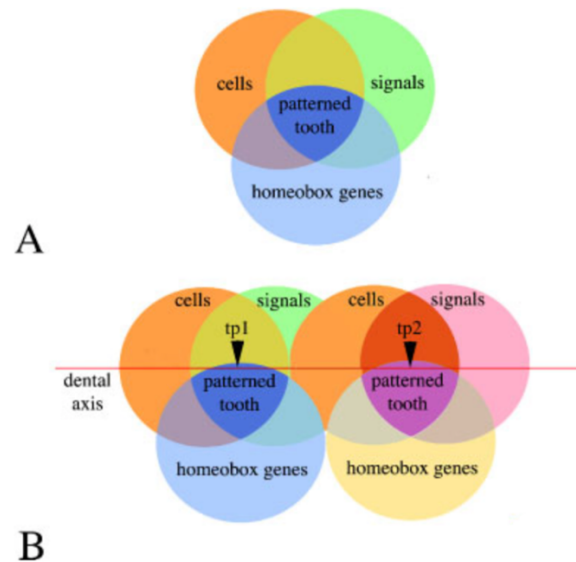 cells
signals
patterned
tooth
homeobox genes
A
cells
signals
cells
signals
tp1
tp2
dental
axis
patterned
tooth
patterned
tooth
homeobox genes
homeobox genes
B